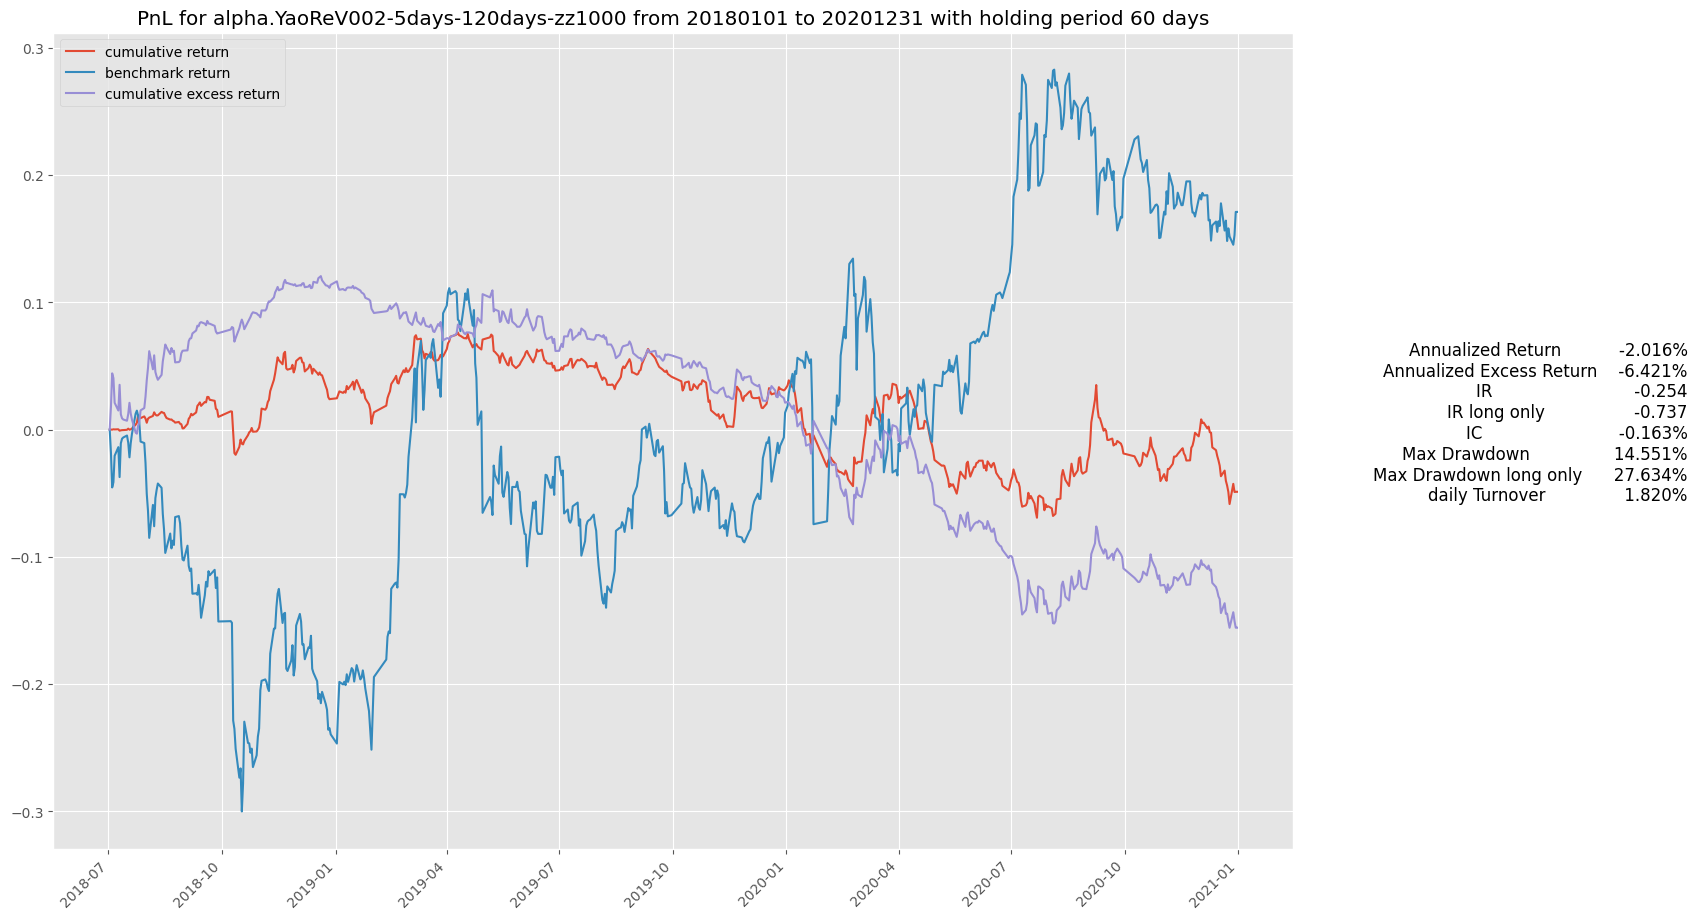 PnL for alpha.YaoReV002-5days-120days-zz1000 from 20180101 to 20201231 with holding period 60 days
cumulative return
benchmark return
cumulative excess return
0.3
0.2
0.1
0.0
−0.1
−0.2
−0.3
2018-07
2018-10
2019-01
2019-04
2019-07
2019-10
2020-01
2020-04
2020-07
2020-10
2021-01
Annualized Return -2.016%
Annualized Excess Return -6.421%
IR -0.254
IR long only -0.737
IC -0.163%
Max Drawdown 14.551%
Max Drawdown long only 27.634%
daily Turnover 1.820%